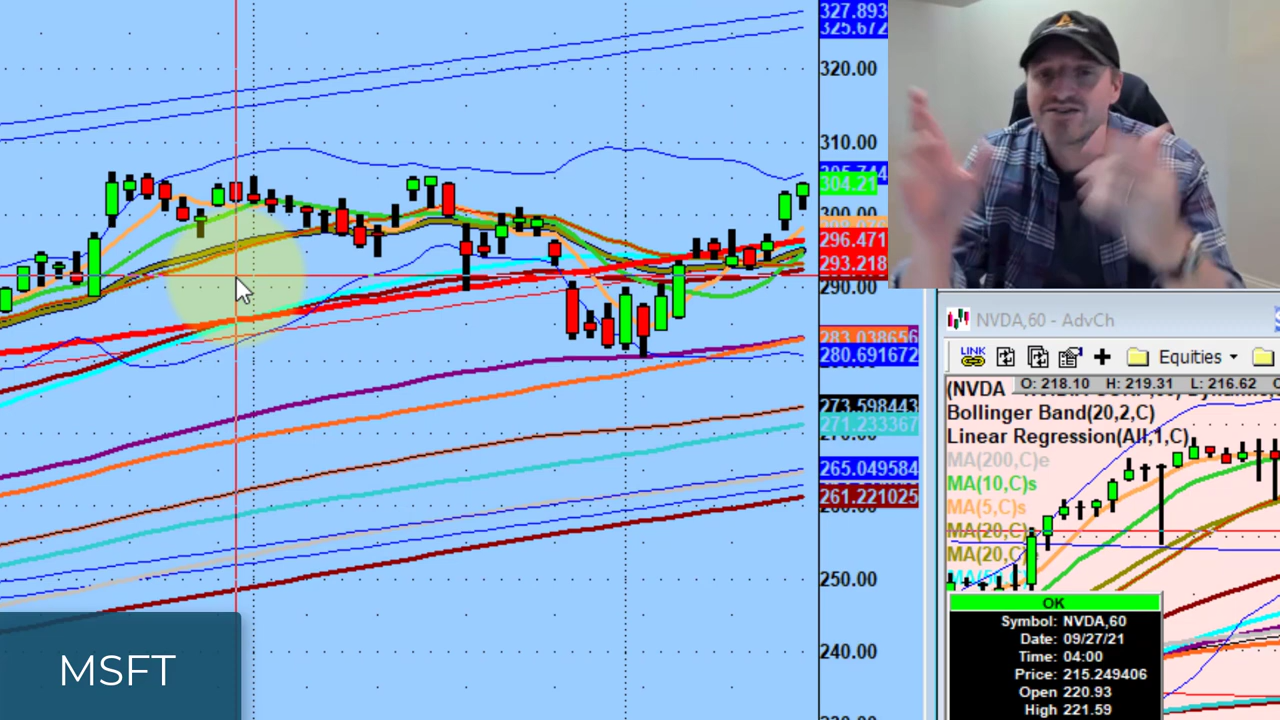 327.893
325.672
320.00
310.00
304.21
300.00
296.471
293.218
290.00
283.038656
280.691672
273.598443
271.233367
265.049584
261.221025
250.00
240.00
MSFT
NVDA,60 - AdvCh
LINK
Equities
(NVDA
O: 218.10 H: 219.31 L: 216.62
Bollinger Band(20,2,C)
Linear Regression(All,1,C)
MA(200,C)e
MA(10,C)s
MA(5,C)s
MA(20,C)
MA(20,C)
OK
Symbol: NVDA,60
Date: 09/27/21
Time: 04:00
Price: 215.249406
Open 220.93
High 221.59